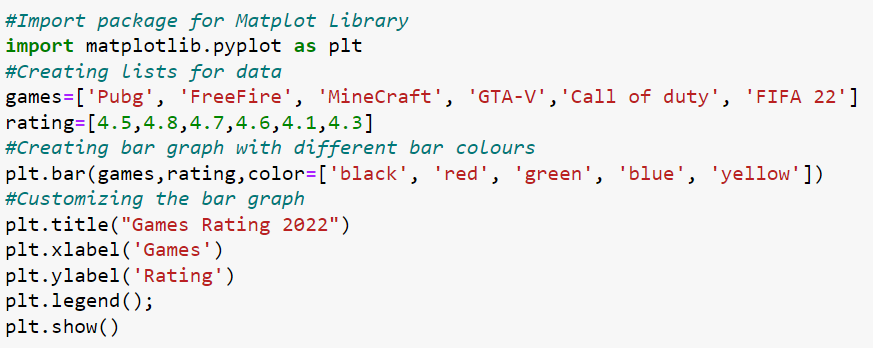 #Import package for Matplot Library
import matplotlib.pyplot as plt
#Creating lists for data
games=['Pubg', 'FreeFire', 'MineCraft', 'GTA-V','Call of duty', 'FIFA 22']
rating=[4.5,4.8,4.7,4.6,4.1,4.3]
#Creating bar graph with different bar colours
plt.bar(games,rating,color=['black', 'red', 'green', 'blue', 'yellow'])
#Customizing the bar graph
plt.title("Games Rating 2022")
plt.xlabel('Games')
plt.ylabel('Rating')
plt.legend();
plt.show()